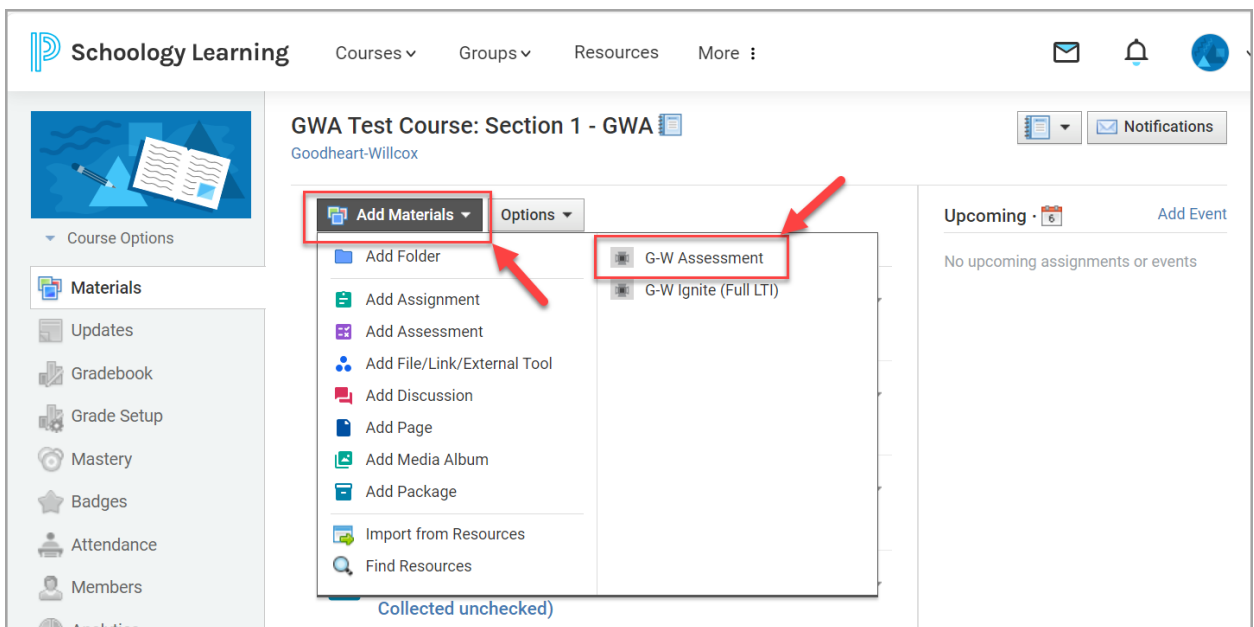 Schoology Learning
Courses
Groups
Resources
More
GWA Test Course: Section 1 - GWA
Goodheart-Willcox
Notifications
Course Options
Materials
Updates
Gradebook
Grade Setup
Mastery
Badges
Attendance
Members
Add Materials
Options
Add Folder
Add Assignment
Add Assessment
Add File/Link/External Tool
Add Discussion
Add Page
Add Media Album
Add Package
Import from Resources
Find Resources
G-W Assessment
G-W Ignite (Full LTI)
Collected unchecked)
Upcoming · 6
Add Event
No upcoming assignments or events